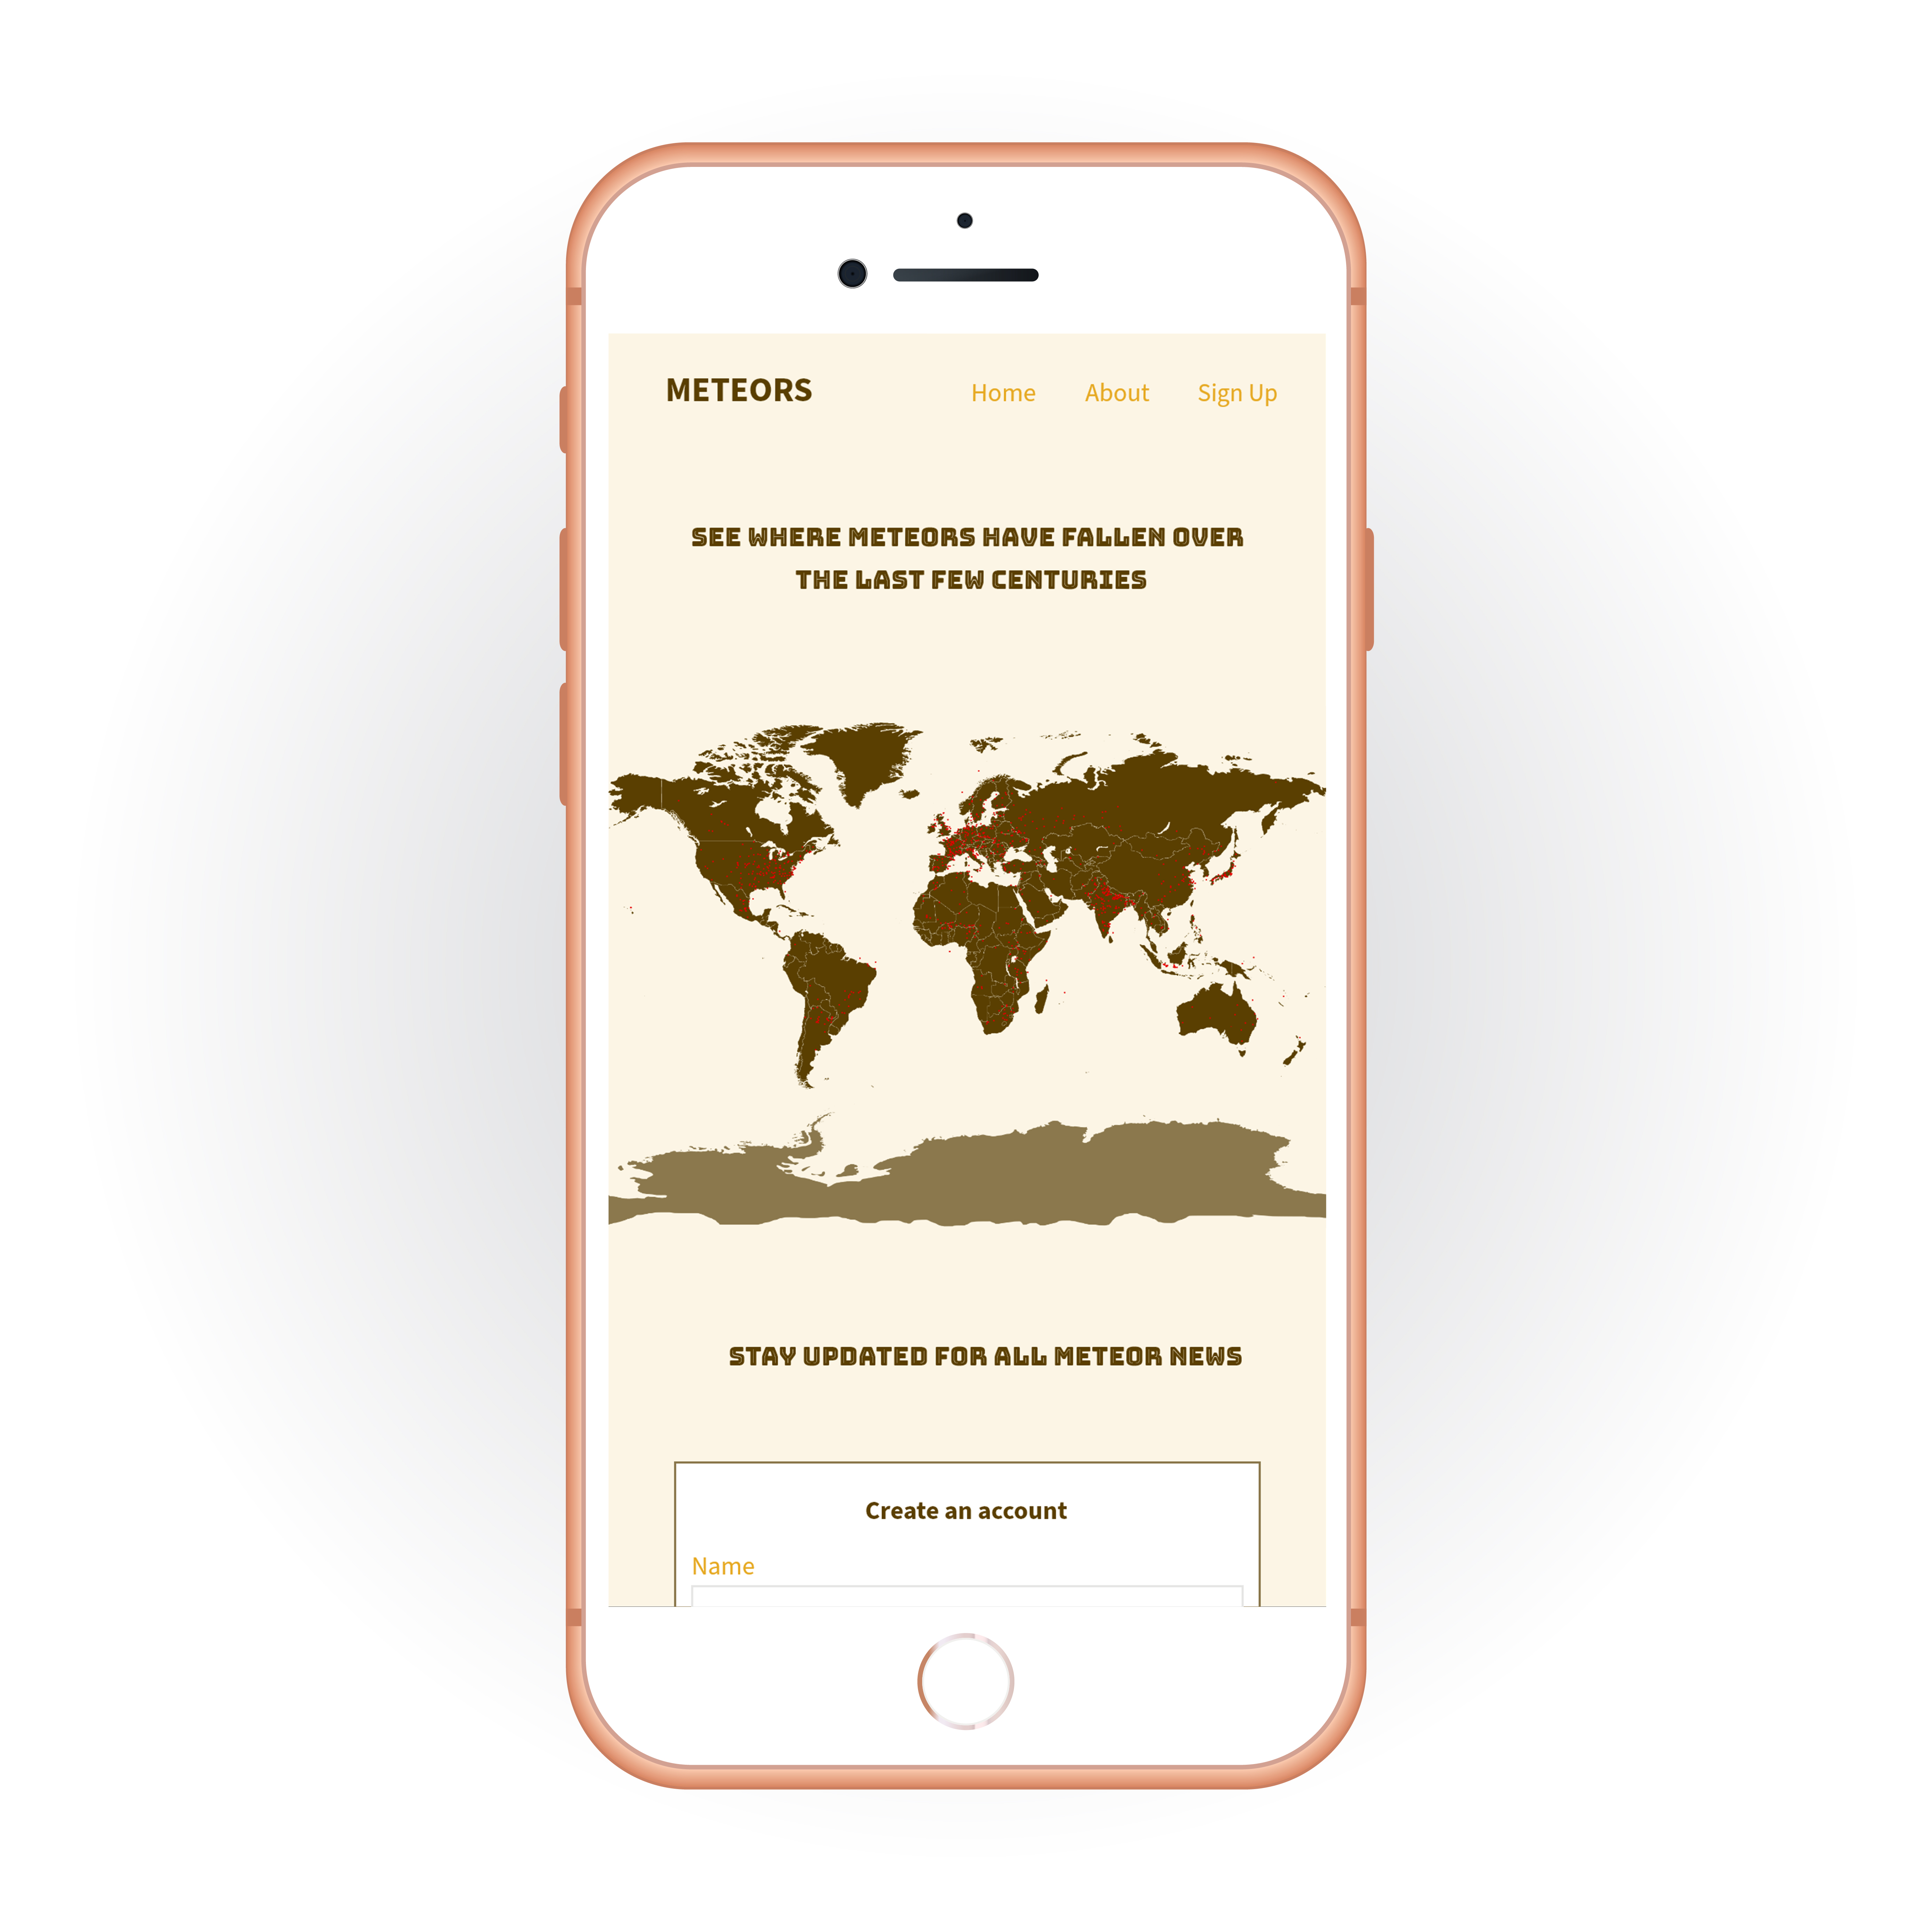 METEORS
Home About Sign Up
SEE WHERE METEORS HAVE FALLEN OVER
THE LAST FEW CENTURIES
STAY UPDATED FOR ALL METEOR NEWS
Create an account
Name